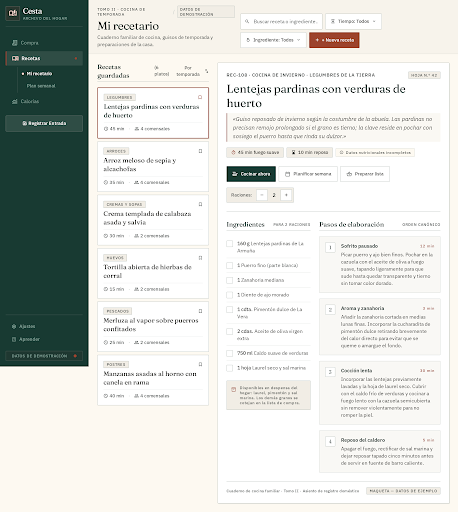 Cesta
ARCHIVO DEL HOGAR
Compra
Recetas
Mi recetario
Plan semanal
Calorías
Registrar Entrada
Ajustes
Aprender
DATOS DE DEMOSTRACIÓN
TOMO II · COCINA DE TEMPORADA
DATOS DE DEMOSTRACIÓN
Mi recetario
Cuaderno familiar de cocina, guisos de temporada y preparaciones de la casa.
Buscar receta o ingrediente...
Tiempo: Todos
Ingrediente: Todos
+ Nueva receta
Recetas guardadas
Por temporada
LEGUMBRES
Lentejas pardinas con verduras de huerto
45 min
4 comensales
ARROCES
Arroz meloso de sepia y alcachofas
35 min
4 comensales
CREMAS Y SOPAS
Crema templada de calabaza asada y salvia
30 min
2 comensales
HUEVOS
Tortilla abierta de hierbas de corral
15 min
2 comensales
PESCADOS
Merluza al vapor sobre puerros confitados
25 min
2 comensales
POSTRES
Manzanas asadas al horno con canela en rama
40 min
4 comensales
REC-108 · COCINA DE INVIERNO · LEGUMBRES DE LA TIERRA
HOJA N.º 42
Lentejas pardinas con verduras de huerto
«Guiso reposado de invierno según la costumbre de la abuela. Las pardinas no precisan remojo prolongado si el grano es tierno; la clave reside en pochar con sosiego el puerro hasta que rinda su dulzor.»
45 min fuego suave
10 min reposo
Datos nutricionales incompletos
Cocinar ahora
Planificar semana
Preparar lista
Raciones:
− 2 +
Ingredientes
PARA 2 RACIONES
160 g Lentejas pardinas de La Armuña
1 Puerro fino (parte blanca)
1 Zanahoria mediana
1 Diente de ajo morado
1 cdta. Pimentón dulce de La Vera
2 cdas. Aceite de oliva virgen extra
750 ml Caldo suave de verduras
1 hoja Laurel seco y sal marina
Disponibles en despensa del hogar: laurel, pimentón y sal marina.
Pasos de elaboración
ORDEN CANÓNICO
1
Sofrito pausado
12 min
Picar puerro y ajo bien finos. Pochar en la cazuela con el aceite de oliva a fuego suave, tapando ligeramente para que sude hasta quedar transparente y tierno sin tomar color dorado.
2
Aroma y zanahoria
3 min
Añadir la zanahoria cortada en medias lunas finas. Incorporar la cucharadita de pimentón dulce retirando brevemente del calor directo para evitar que se queme o amargue el fondo.
3
Cocción lenta
30 min
Incorporar las lentejas previamente lavadas y la hoja de laurel seco. Cubrir con el caldo frío de verduras y cocinar a fuego lento con la cazuela semicubierta sin remover violentamente para no romper la piel.
4
Reposo del caldero
5 min
Apagar el fuego, rectificar de sal marina y dejar reposar tapado cinco minutos antes de servir en fuente de barro caliente.
Cuaderno de cocina familiar · Tomo II · Asiento de registro doméstico
MAQUETA — DATOS DE EJEMPLO